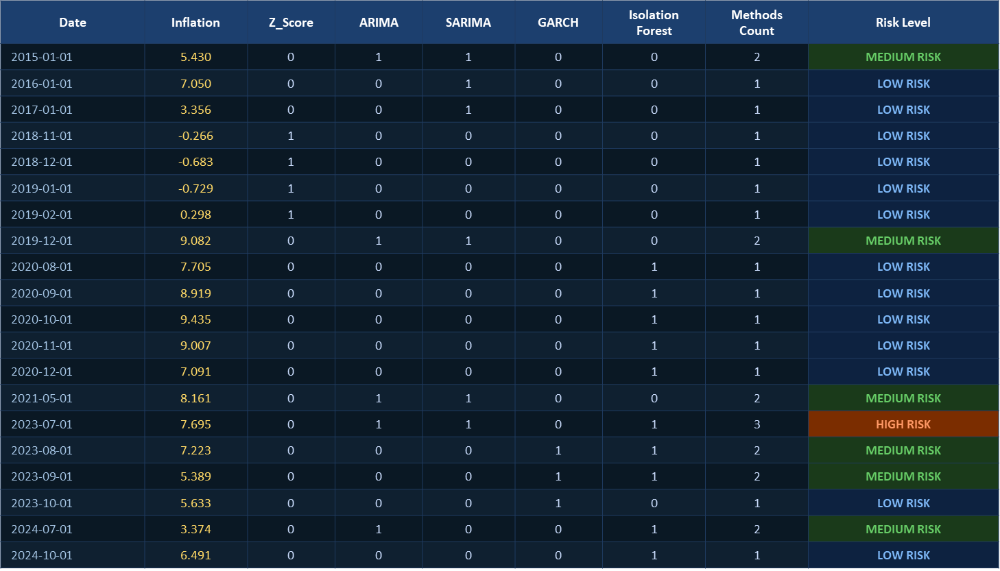 Date Inflation Z_Score ARIMA SARIMA GARCH Isolation Forest Methods Count Risk Level
2015-01-01 5.430 0 1 1 0 0 2 MEDIUM RISK
2016-01-01 7.050 0 0 1 0 0 1 LOW RISK
2017-01-01 3.356 0 0 1 0 0 1 LOW RISK
2018-11-01 -0.266 1 0 0 0 0 1 LOW RISK
2018-12-01 -0.683 1 0 0 0 0 1 LOW RISK
2019-01-01 -0.729 1 0 0 0 0 1 LOW RISK
2019-02-01 0.298 1 0 0 0 0 1 LOW RISK
2019-12-01 9.082 0 1 1 0 0 2 MEDIUM RISK
2020-08-01 7.705 0 0 0 0 1 1 LOW RISK
2020-09-01 8.919 0 0 0 0 1 1 LOW RISK
2020-10-01 9.435 0 0 0 0 1 1 LOW RISK
2020-11-01 9.007 0 0 0 0 1 1 LOW RISK
2020-12-01 7.091 0 0 0 0 1 1 LOW RISK
2021-05-01 8.161 0 1 1 0 0 2 MEDIUM RISK
2023-07-01 7.695 0 1 1 0 1 3 HIGH RISK
2023-08-01 7.223 0 0 0 1 1 2 MEDIUM RISK
2023-09-01 5.389 0 0 0 1 1 2 MEDIUM RISK
2023-10-01 5.633 0 0 0 1 0 1 LOW RISK
2024-07-01 3.374 0 1 0 0 1 2 MEDIUM RISK
2024-10-01 6.491 0 0 0 0 1 1 LOW RISK